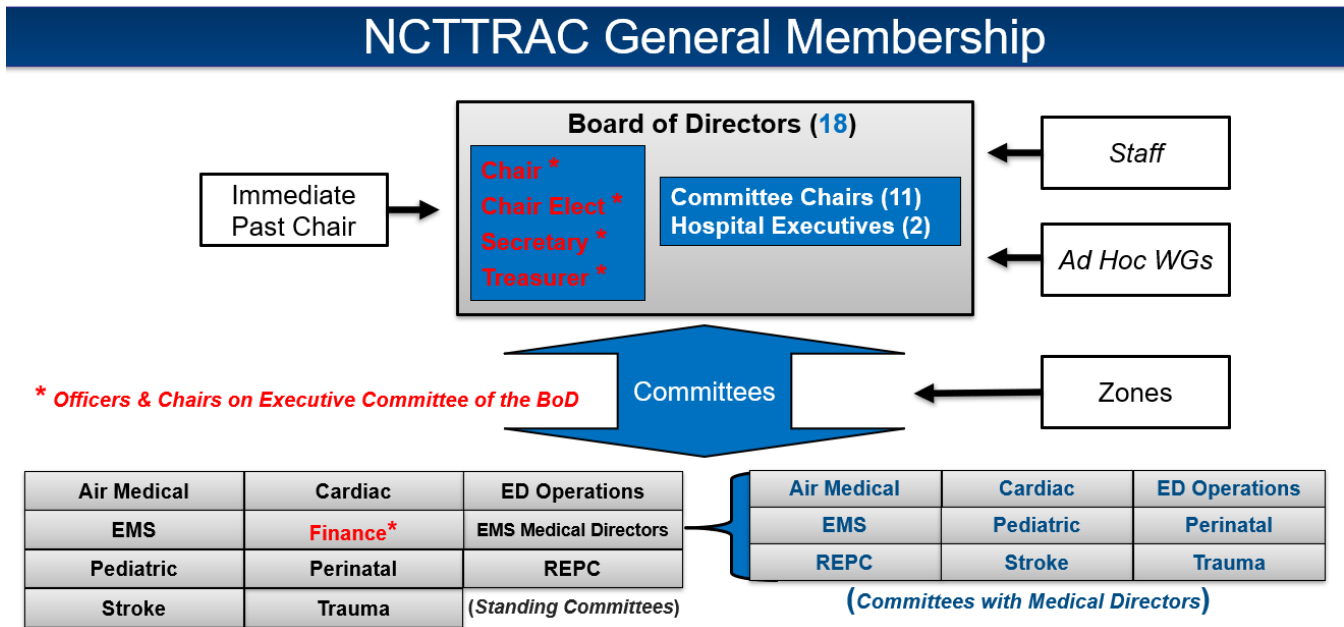 NCTTRAC General Membership
Board of Directors (18)
Chair *
Chair Elect *
Secretary *
Treasurer *
Committee Chairs (11)
Hospital Executives (2)
Immediate
Past Chair
Staff
Ad Hoc WGs
Zones
Committees
* Officers & Chairs on Executive Committee of the BoD
Air Medical Cardiac ED Operations
EMS Finance* EMS Medical Directors
Pediatric Perinatal REPC
Stroke Trauma (Standing Committees)
Air Medical Cardiac ED Operations
EMS Pediatric Perinatal
REPC Stroke Trauma
(Committees with Medical Directors)